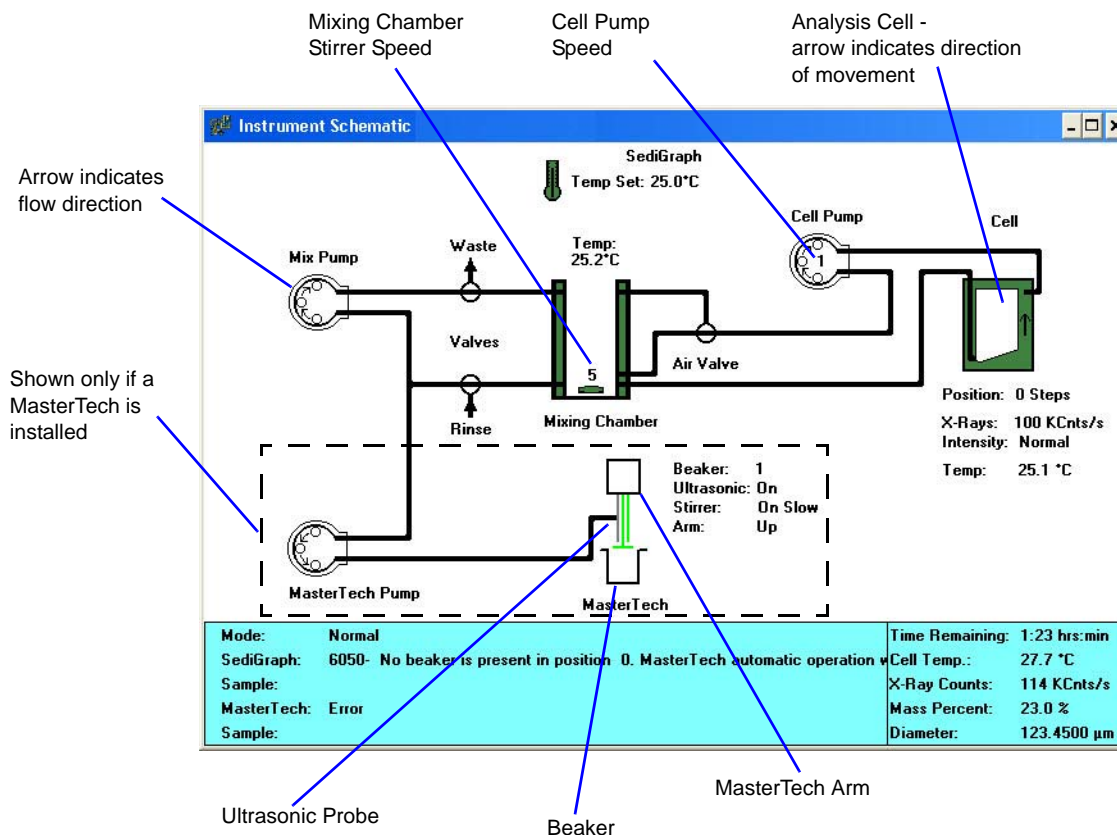 Mixing Chamber
Stirrer Speed
Cell Pump
Speed
Analysis Cell -
arrow indicates direction
of movement
Instrument Schematic
Arrow indicates
flow direction
SediGraph
Temp Set: 25.0°C
Mix Pump
Waste
Temp:
25.2°C
Cell Pump
1
Cell
Valves
Air Valve
5
Shown only if a
MasterTech is
installed
Rinse
Mixing Chamber
Position: 0 Steps
X-Rays: 100 KCnts/s
Intensity: Normal
Temp: 25.1 °C
Beaker: 1
Ultrasonic: On
Stirrer: On Slow
Arm: Up
MasterTech Pump
MasterTech
Mode: Normal
SediGraph: 6050- No beaker is present in position 0. MasterTech automatic operation w
Sample:
MasterTech: Error
Sample:
Time Remaining: 1:23 hrs:min
Cell Temp.: 27.7 °C
X-Ray Counts: 114 KCnts/s
Mass Percent: 23.0 %
Diameter: 123.4500 µm
Ultrasonic Probe
Beaker
MasterTech Arm